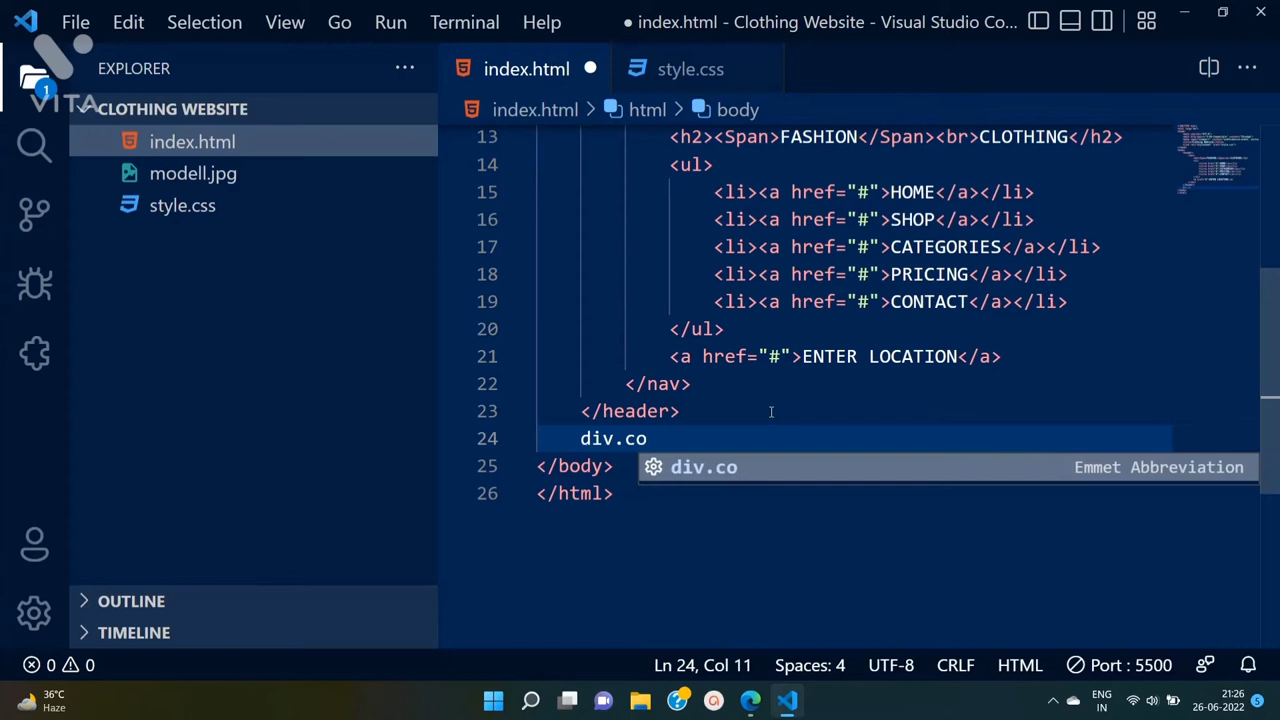 File Edit Selection View Go Run Terminal Help ● index.html - Clothing Website - Visual Studio Co...
VITA
1
EXPLORER
CLOTHING WEBSITE
index.html
modell.jpg
style.css
OUTLINE
TIMELINE
index.html ● style.css
index.html > html > body
13 <h2><Span>FASHION</Span><br>CLOTHING</h2>
14 <ul>
15 <li><a href="#">HOME</a></li>
16 <li><a href="#">SHOP</a></li>
17 <li><a href="#">CATEGORIES</a></li>
18 <li><a href="#">PRICING</a></li>
19 <li><a href="#">CONTACT</a></li>
20 </ul>
21 <a href="#">ENTER LOCATION</a>
22 </nav>
23 </header>
24 div.co
div.co Emmet Abbreviation
25 </body>
26 </html>
0 0 Ln 24, Col 11 Spaces: 4 UTF-8 CRLF HTML Port : 5500
36°C
Haze
ENG
IN
21:26
26-06-2022
5